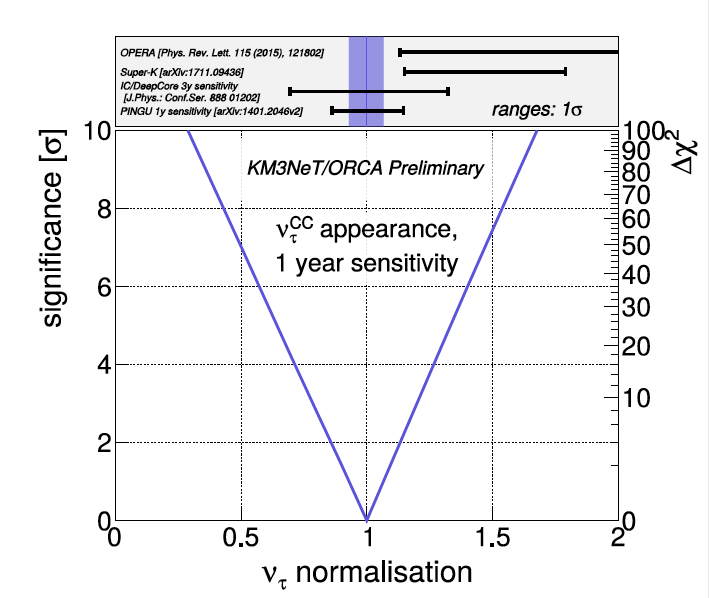 OPERA [Phys. Rev. Lett. 115 (2015), 121802]
Super-K [arXiv:1711.09436]
IC/DeepCore 3y sensitivity
[J.Phys.: Conf.Ser. 888 01202]
PINGU 1y sensitivity [arXiv:1401.2046v2]
ranges: 1σ
KM3NeT/ORCA Preliminary
ντCC appearance,
1 year sensitivity
significance [σ]
10
8
6
4
2
0
Δχ2
100
90
80
70
60
50
40
30
20
10
0
0 0.5 1 1.5 2
ντ normalisation